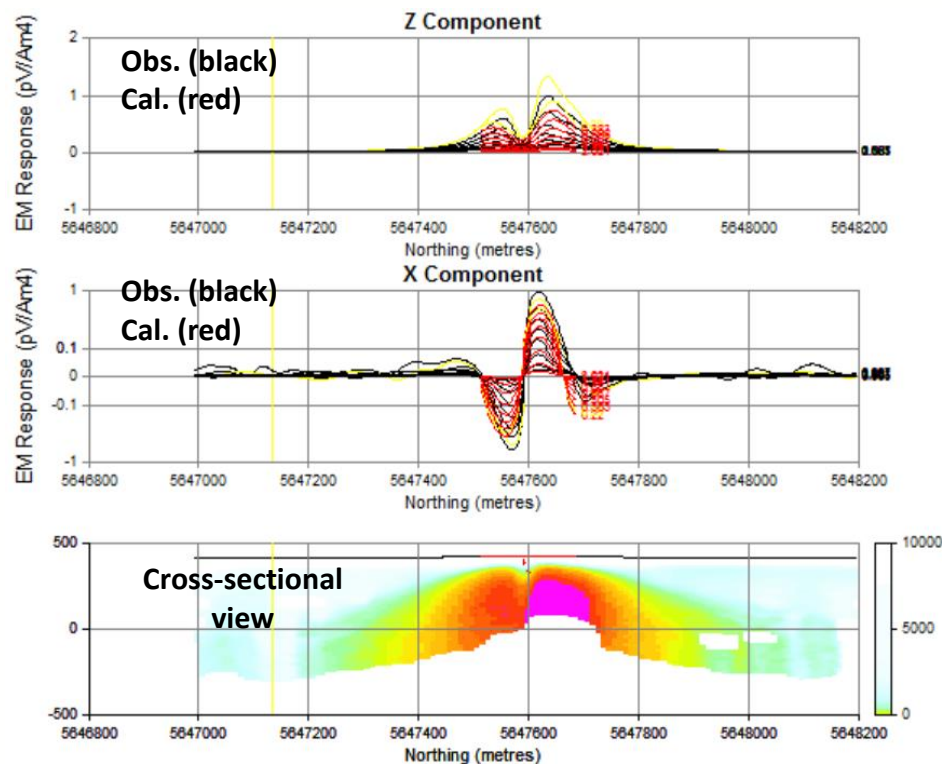 Z Component
EM Response (pV/Am4)
2
1
0
-1
Obs. (black)
Cal. (red)
5646800 5647000 5647200 5647400 5647600 5647800 5648000 5648200
Northing (metres)
X Component
EM Response (pV/Am4)
1
0.1
0
-0.1
-1
Obs. (black)
Cal. (red)
5646800 5647000 5647200 5647400 5647600 5647800 5648000 5648200
Northing (metres)
500
0
-500
Cross-sectional
view
10000
5000
0
5646800 5647000 5647200 5647400 5647600 5647800 5648000 5648200
Northing (metres)